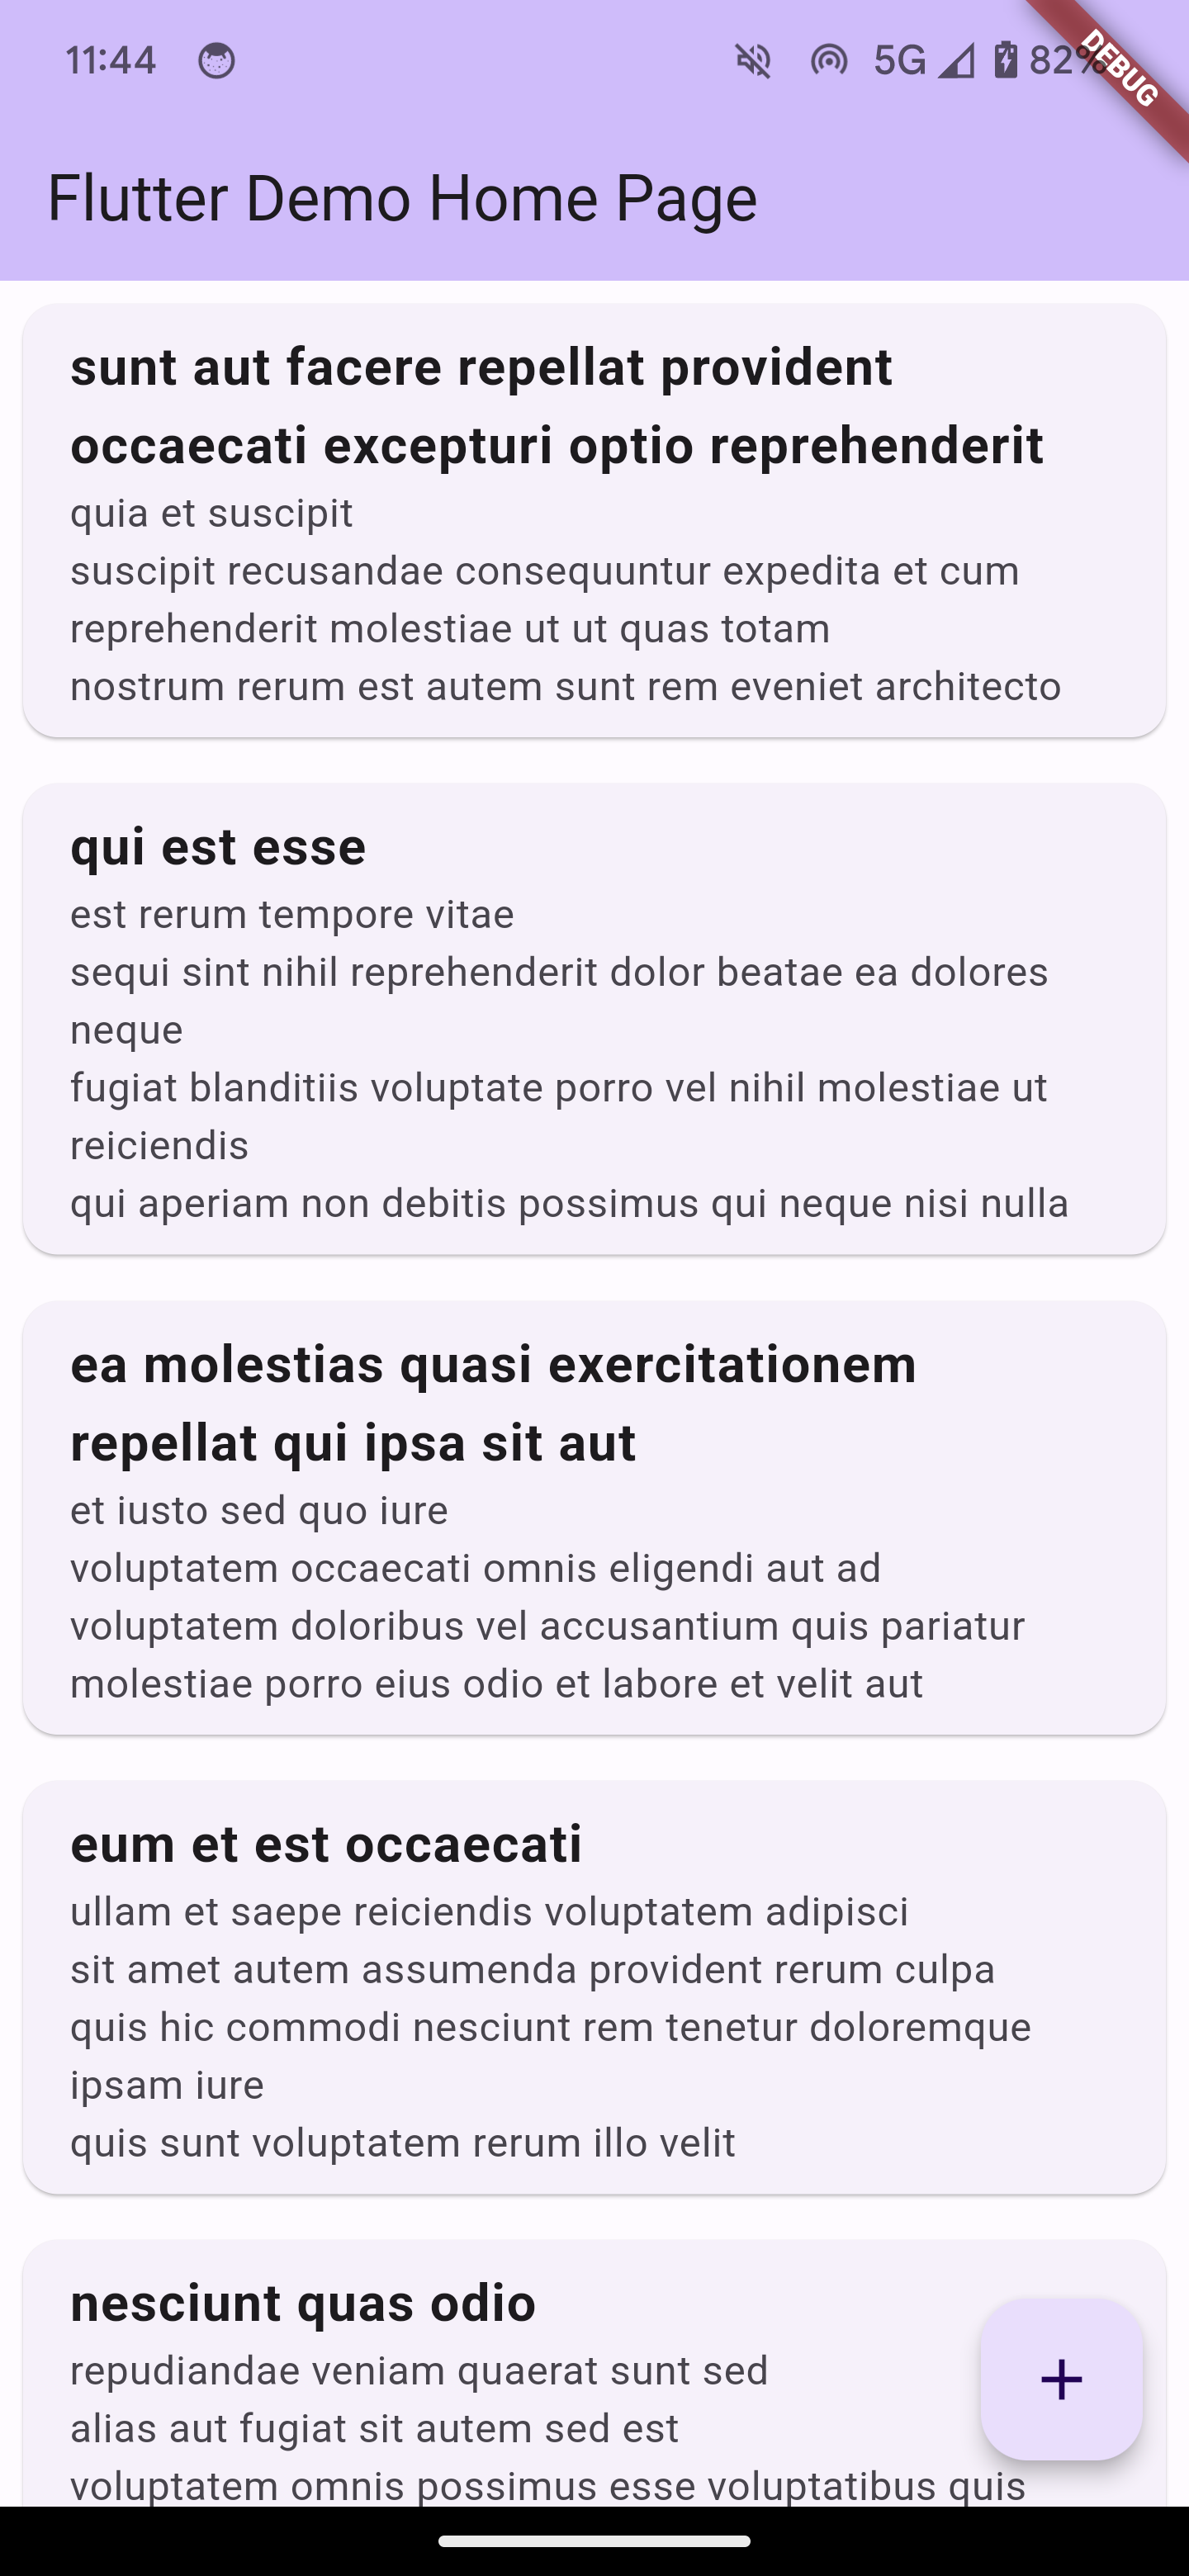 11:44
5G
82%
DEBUG
Flutter Demo Home Page
sunt aut facere repellat provident
occaecati excepturi optio reprehenderit
quia et suscipit
suscipit recusandae consequuntur expedita et cum
reprehenderit molestiae ut ut quas totam
nostrum rerum est autem sunt rem eveniet architecto
qui est esse
est rerum tempore vitae
sequi sint nihil reprehenderit dolor beatae ea dolores
neque
fugiat blanditiis voluptate porro vel nihil molestiae ut
reiciendis
qui aperiam non debitis possimus qui neque nisi nulla
ea molestias quasi exercitationem
repellat qui ipsa sit aut
et iusto sed quo iure
voluptatem occaecati omnis eligendi aut ad
voluptatem doloribus vel accusantium quis pariatur
molestiae porro eius odio et labore et velit aut
eum et est occaecati
ullam et saepe reiciendis voluptatem adipisci
sit amet autem assumenda provident rerum culpa
quis hic commodi nesciunt rem tenetur doloremque
ipsam iure
quis sunt voluptatem rerum illo velit
nesciunt quas odio
repudiandae veniam quaerat sunt sed
alias aut fugiat sit autem sed est
voluptatem omnis possimus esse voluptatibus quis